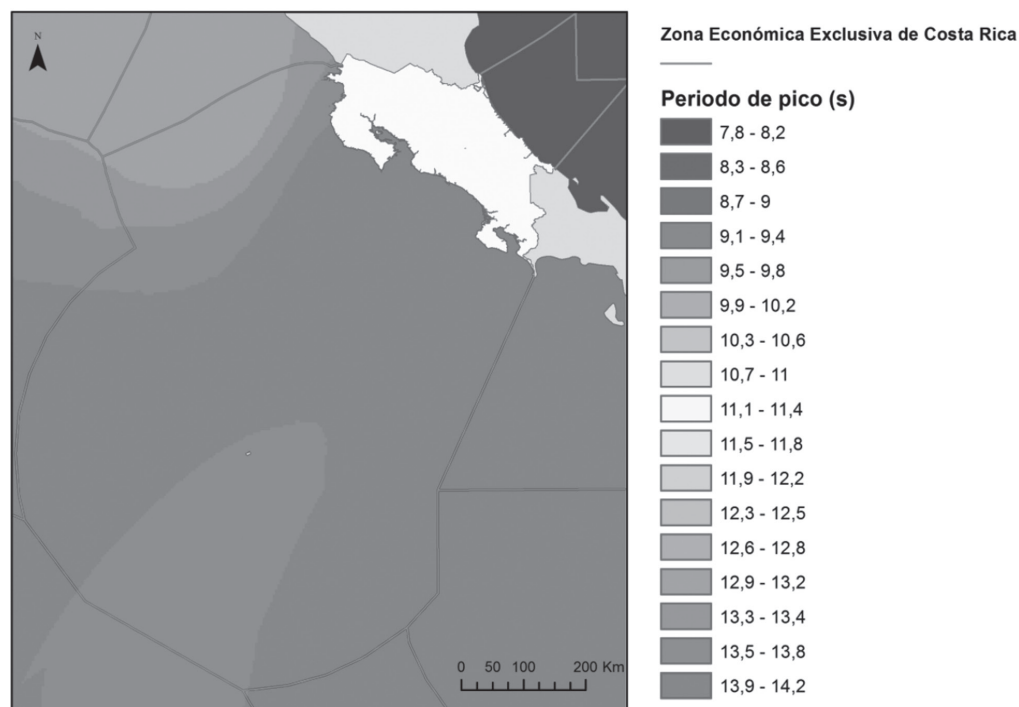 N
Zona Económica Exclusiva de Costa Rica
Periodo de pico (s)
7,8 - 8,2
8,3 - 8,6
8,7 - 9
9,1 - 9,4
9,5 - 9,8
9,9 - 10,2
10,3 - 10,6
10,7 - 11
11,1 - 11,4
11,5 - 11,8
11,9 - 12,2
12,3 - 12,5
12,6 - 12,8
12,9 - 13,2
13,3 - 13,4
13,5 - 13,8
13,9 - 14,2
0 50 100 200 Km